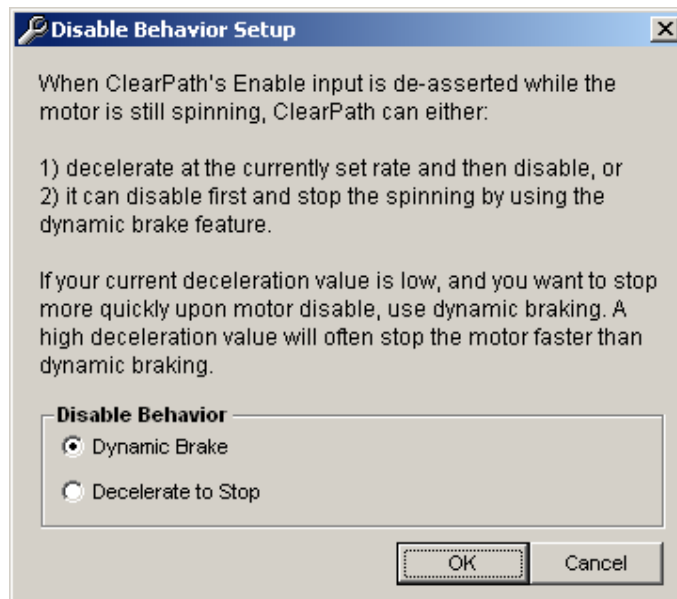 Disable Behavior Setup
When ClearPath's Enable input is de-asserted while the
motor is still spinning, ClearPath can either:
1) decelerate at the currently set rate and then disable, or
2) it can disable first and stop the spinning by using the
dynamic brake feature.
If your current deceleration value is low, and you want to stop
more quickly upon motor disable, use dynamic braking. A
high deceleration value will often stop the motor faster than
dynamic braking.
Disable Behavior
Dynamic Brake
Decelerate to Stop
OK Cancel